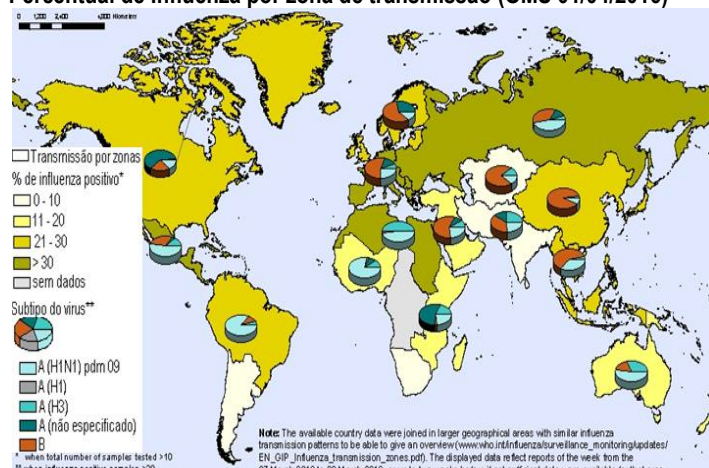 Percentual de influenza por zona de transmissão (OMS 01/04/2016)
0 1,200 2,400 4,800 Kilometers
Transmissão por zonas
% de influenza positivo*
0 - 10
11 - 20
21 - 30
> 30
sem dados
Subtipo do virus**
A (H1N1) pdm 09
A (H1)
A (H3)
A (não especificado)
B
* when total number of samples tested >10
Note: The available country data were joined in larger geographical areas with similar influenza
transmission patterns to be able to give an overview (www.who.int/influenza/surveillance_monitoring/updates/
EN_GIP_Influenza_transmission_zones.pdf). The displayed data reflect reports of the week from the